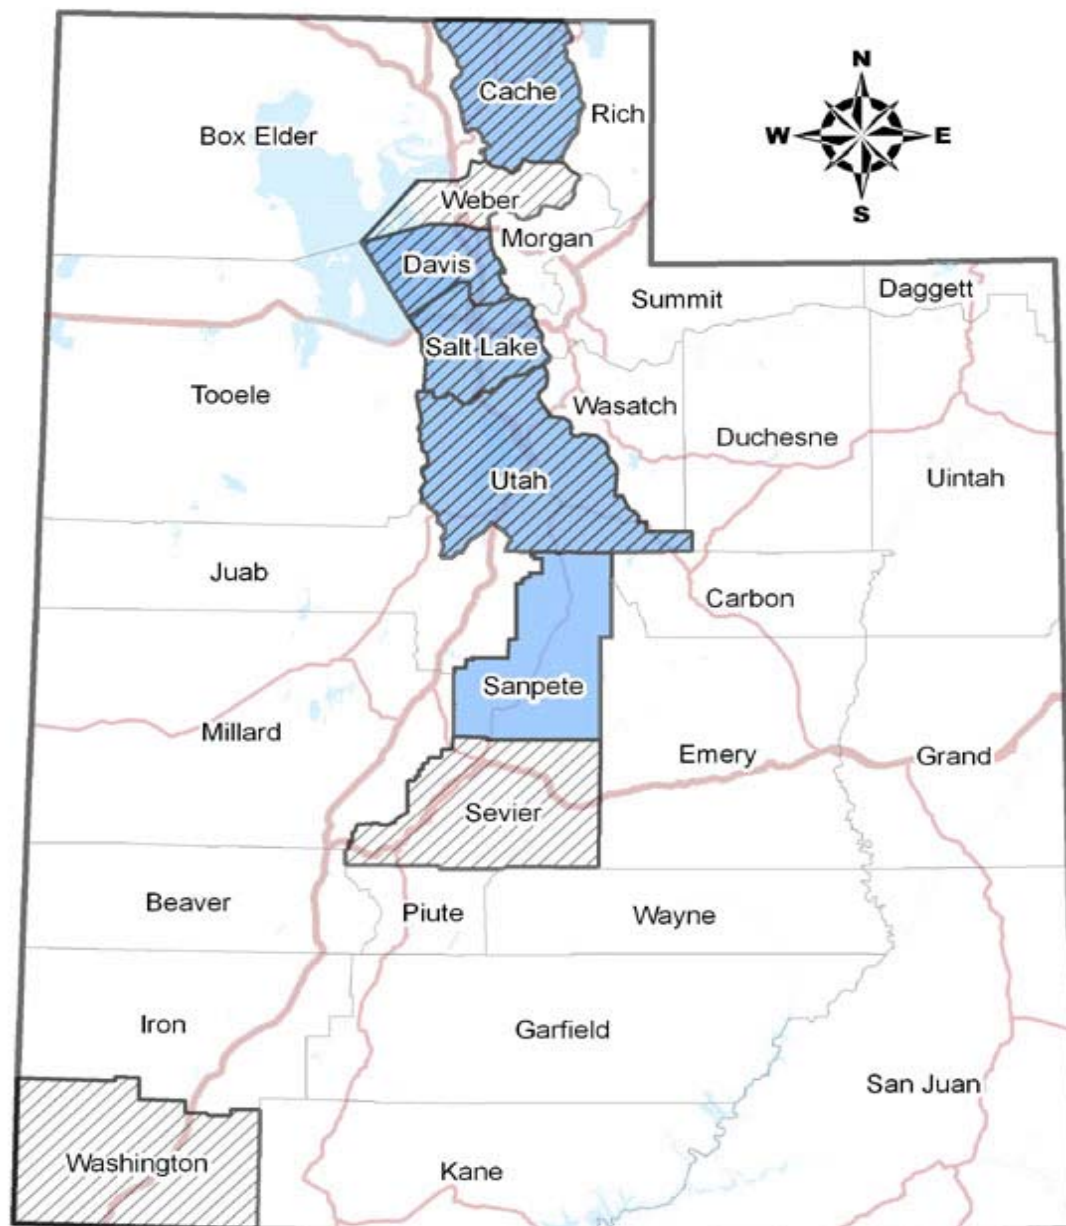 N
W E
S
Cache
Rich
Box Elder
Weber
Morgan
Davis
Summit
Daggett
Salt Lake
Tooele
Wasatch
Duchesne
Utah
Uintah
Juab
Carbon
Sanpete
Millard
Emery
Grand
Sevier
Beaver
Piute
Wayne
Iron
Garfield
San Juan
Washington
Kane